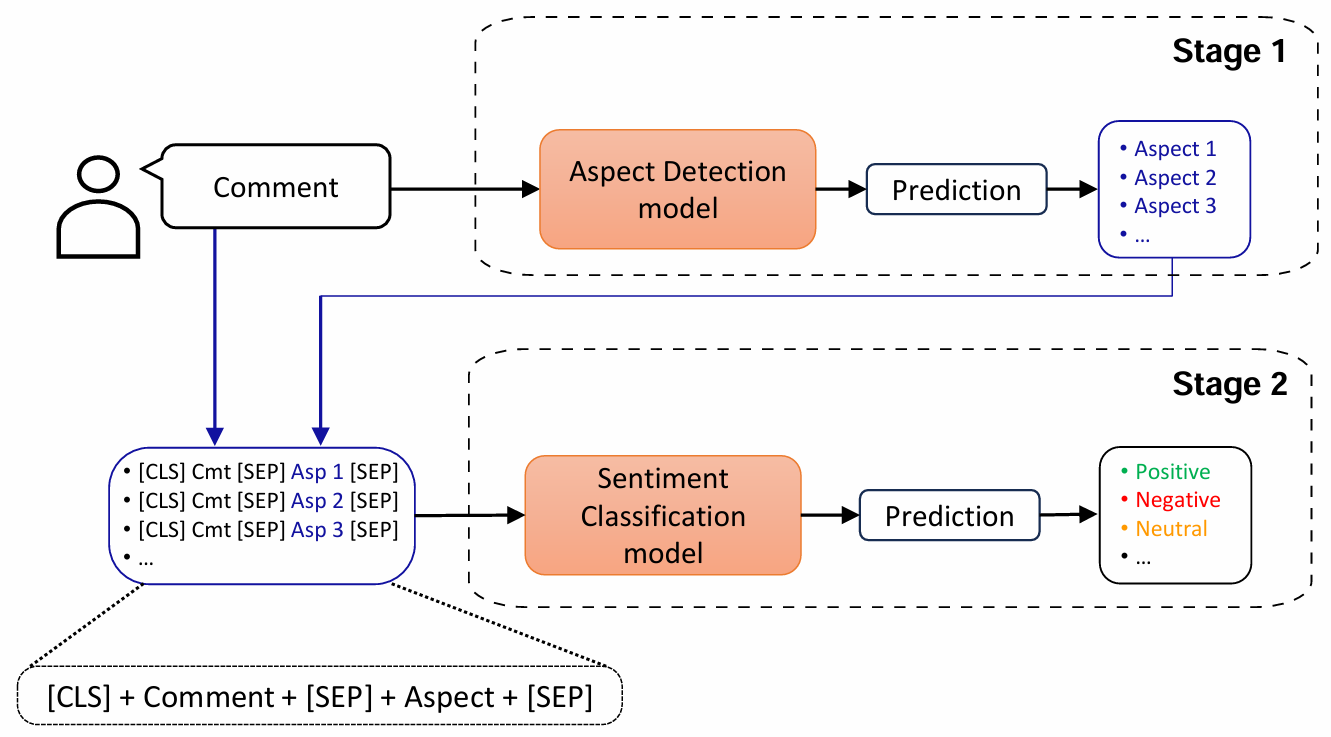 Stage 1
Comment
Aspect Detection
model
Prediction
• Aspect 1
• Aspect 2
• Aspect 3
• ...
Stage 2
• [CLS] Cmt [SEP] Asp 1 [SEP]
• [CLS] Cmt [SEP] Asp 2 [SEP]
• [CLS] Cmt [SEP] Asp 3 [SEP]
• ...
Sentiment
Classification
model
Prediction
• Positive
• Negative
• Neutral
• ...
[CLS] + Comment + [SEP] + Aspect + [SEP]